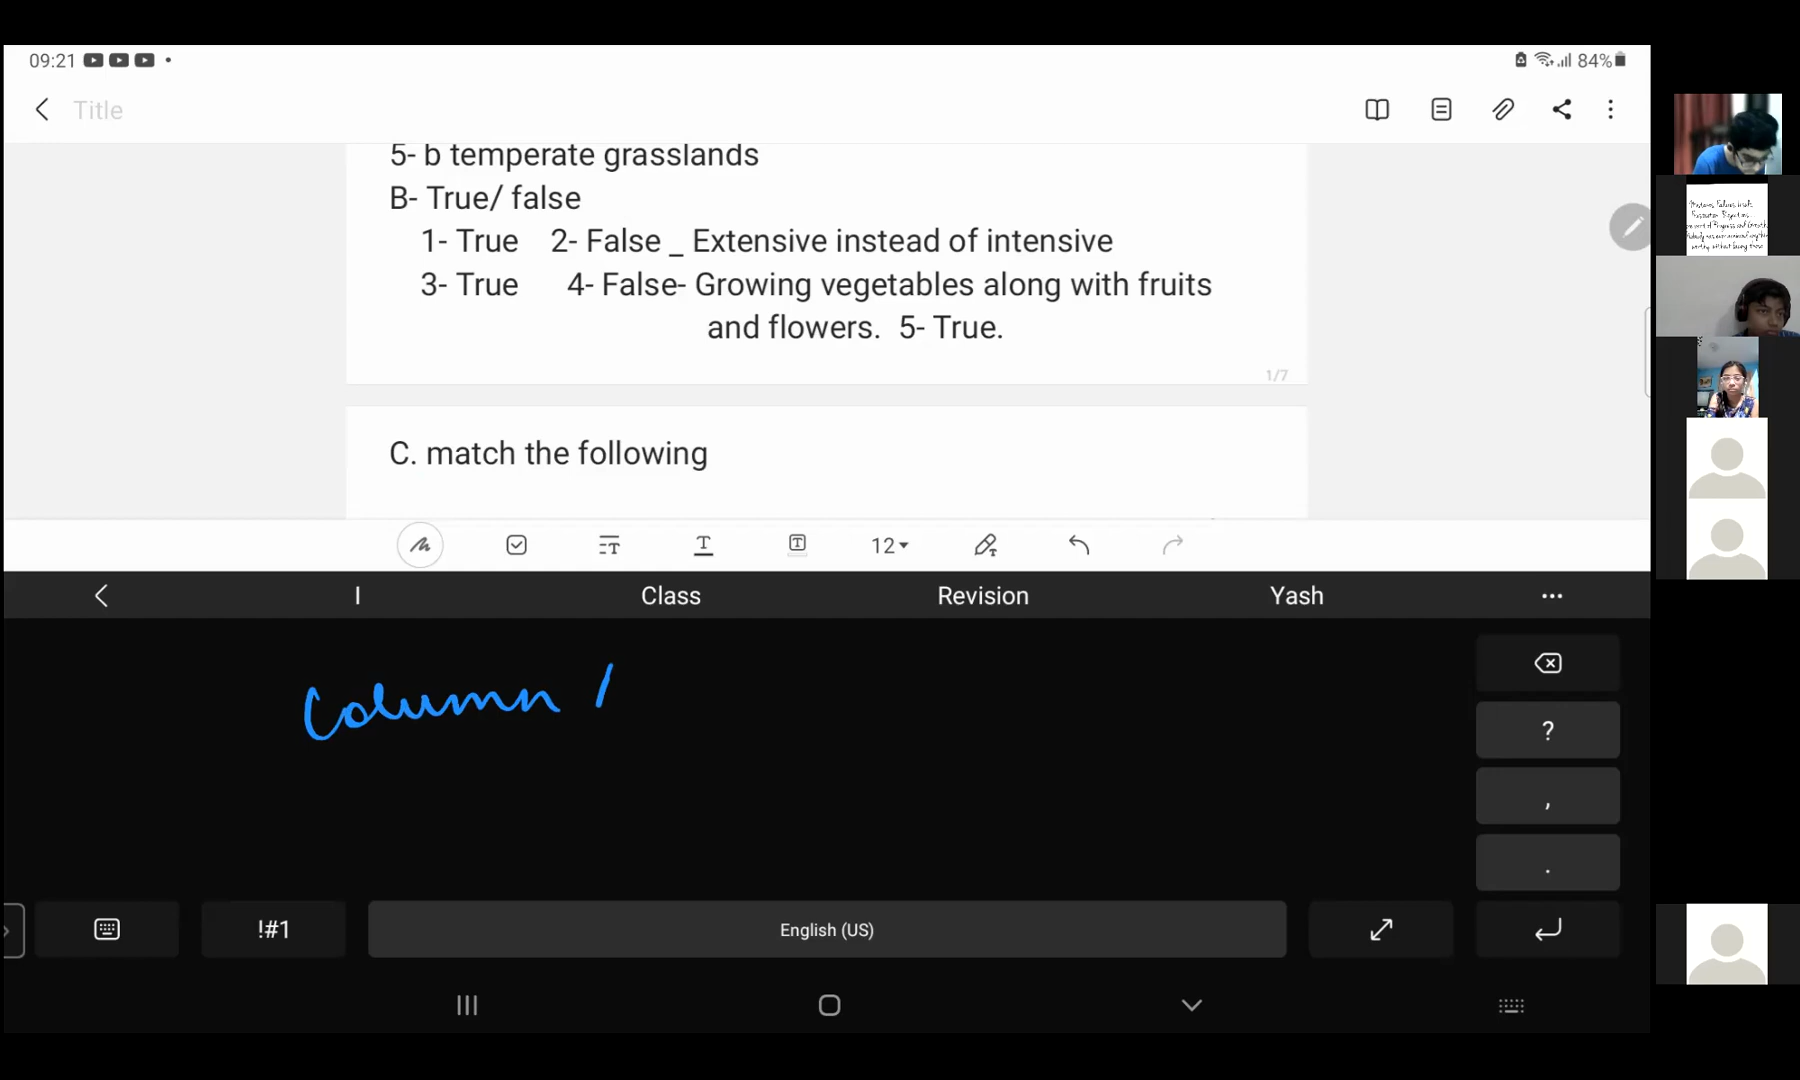 09:21
84%
Title
5- b temperate grasslands
B- True/ false
1- True 2- False _ Extensive instead of intensive
3- True 4- False- Growing vegetables along with fruits
and flowers. 5- True.
1/7
C. match the following
12
I Class Revision Yash
Column
?
,
.
!#1
English (US)